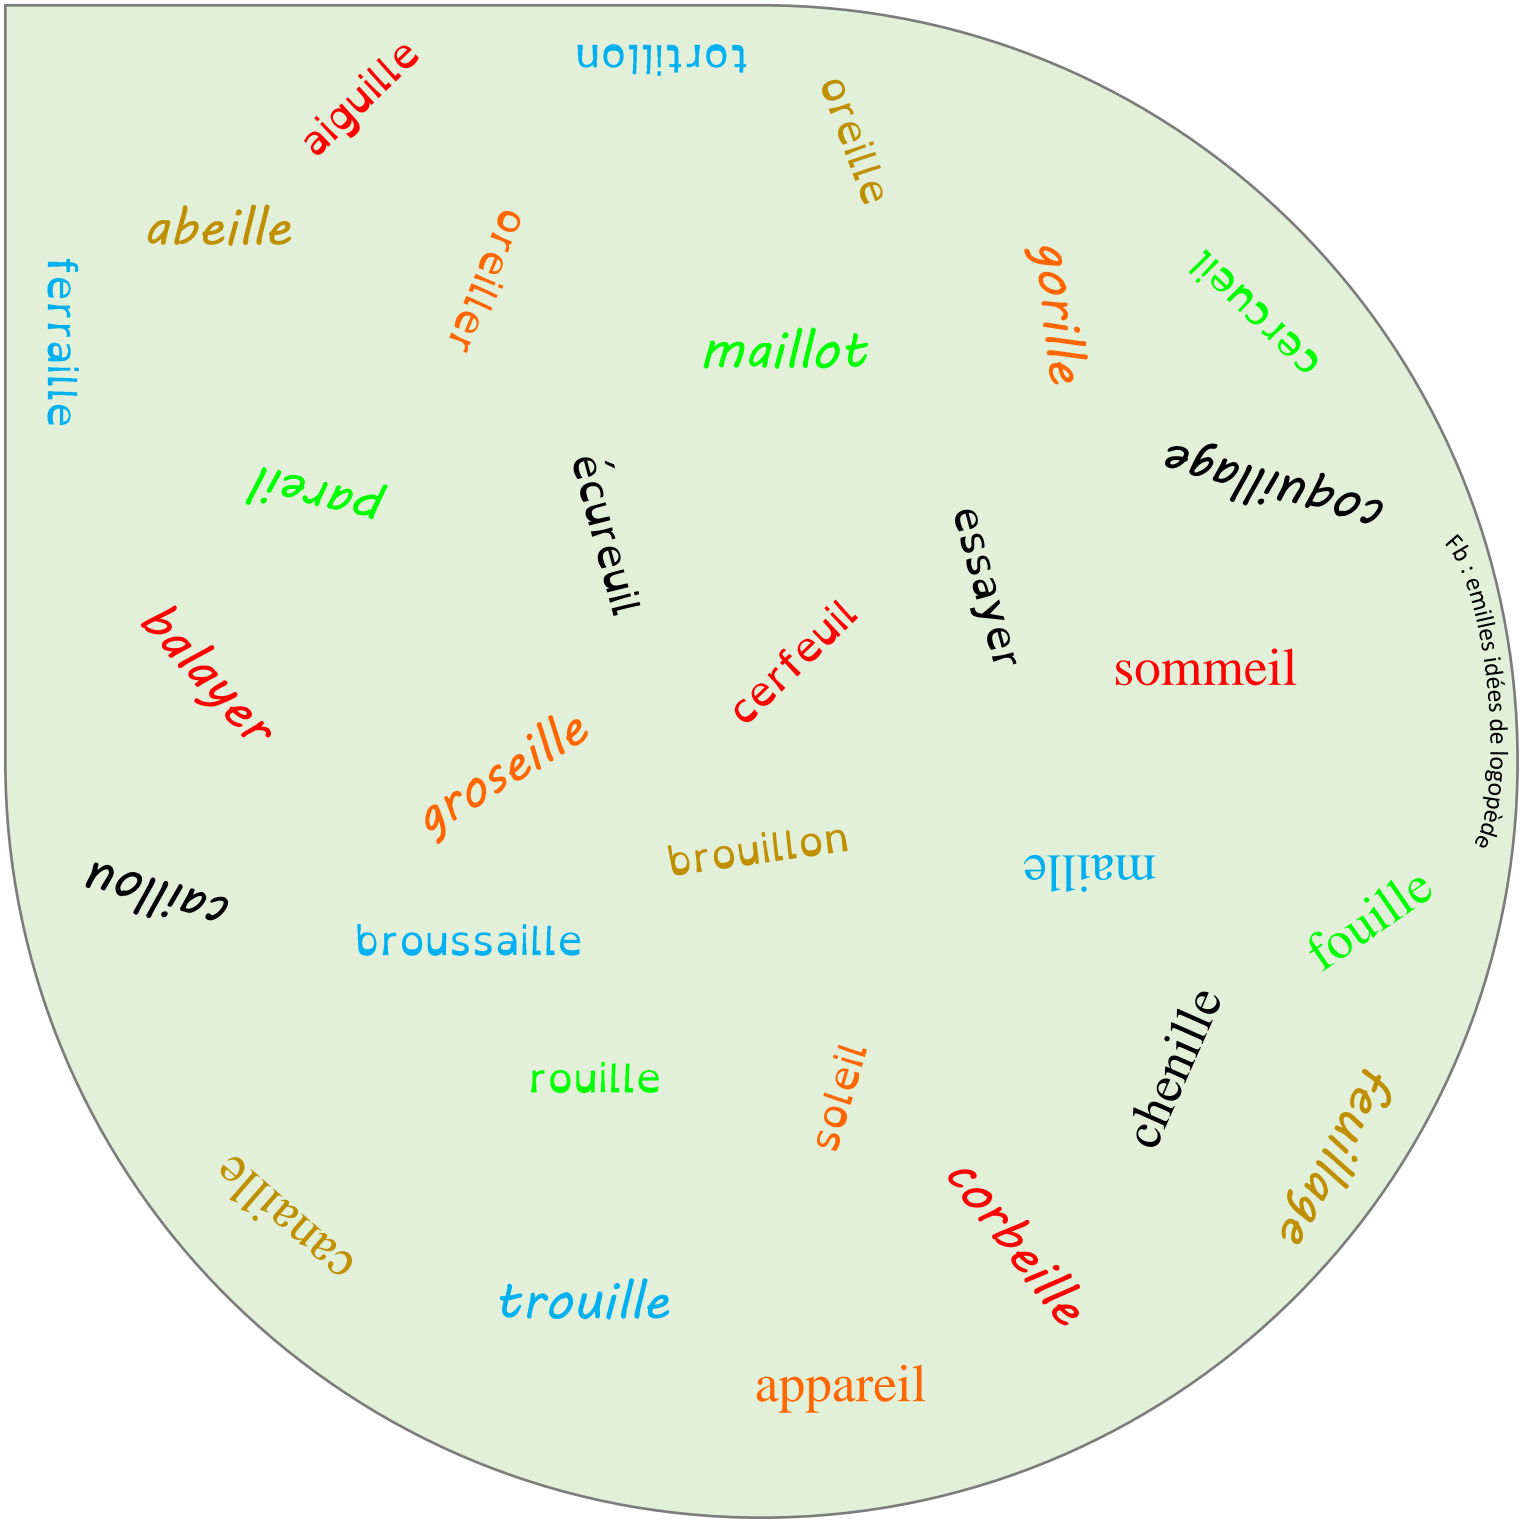 tortillon
aiguille
oreille
abeille
oreiller
ferraille
gorille
cercueil
maillot
coquillage
pareil
écureuil
essayer
Fb : emilles idées de logopède
balayer
cerfeuil
sommeil
groseille
brouillon
maille
caillou
fouille
broussaille
chenille
rouille
soleil
feuillage
canaille
corbeille
trouille
appareil